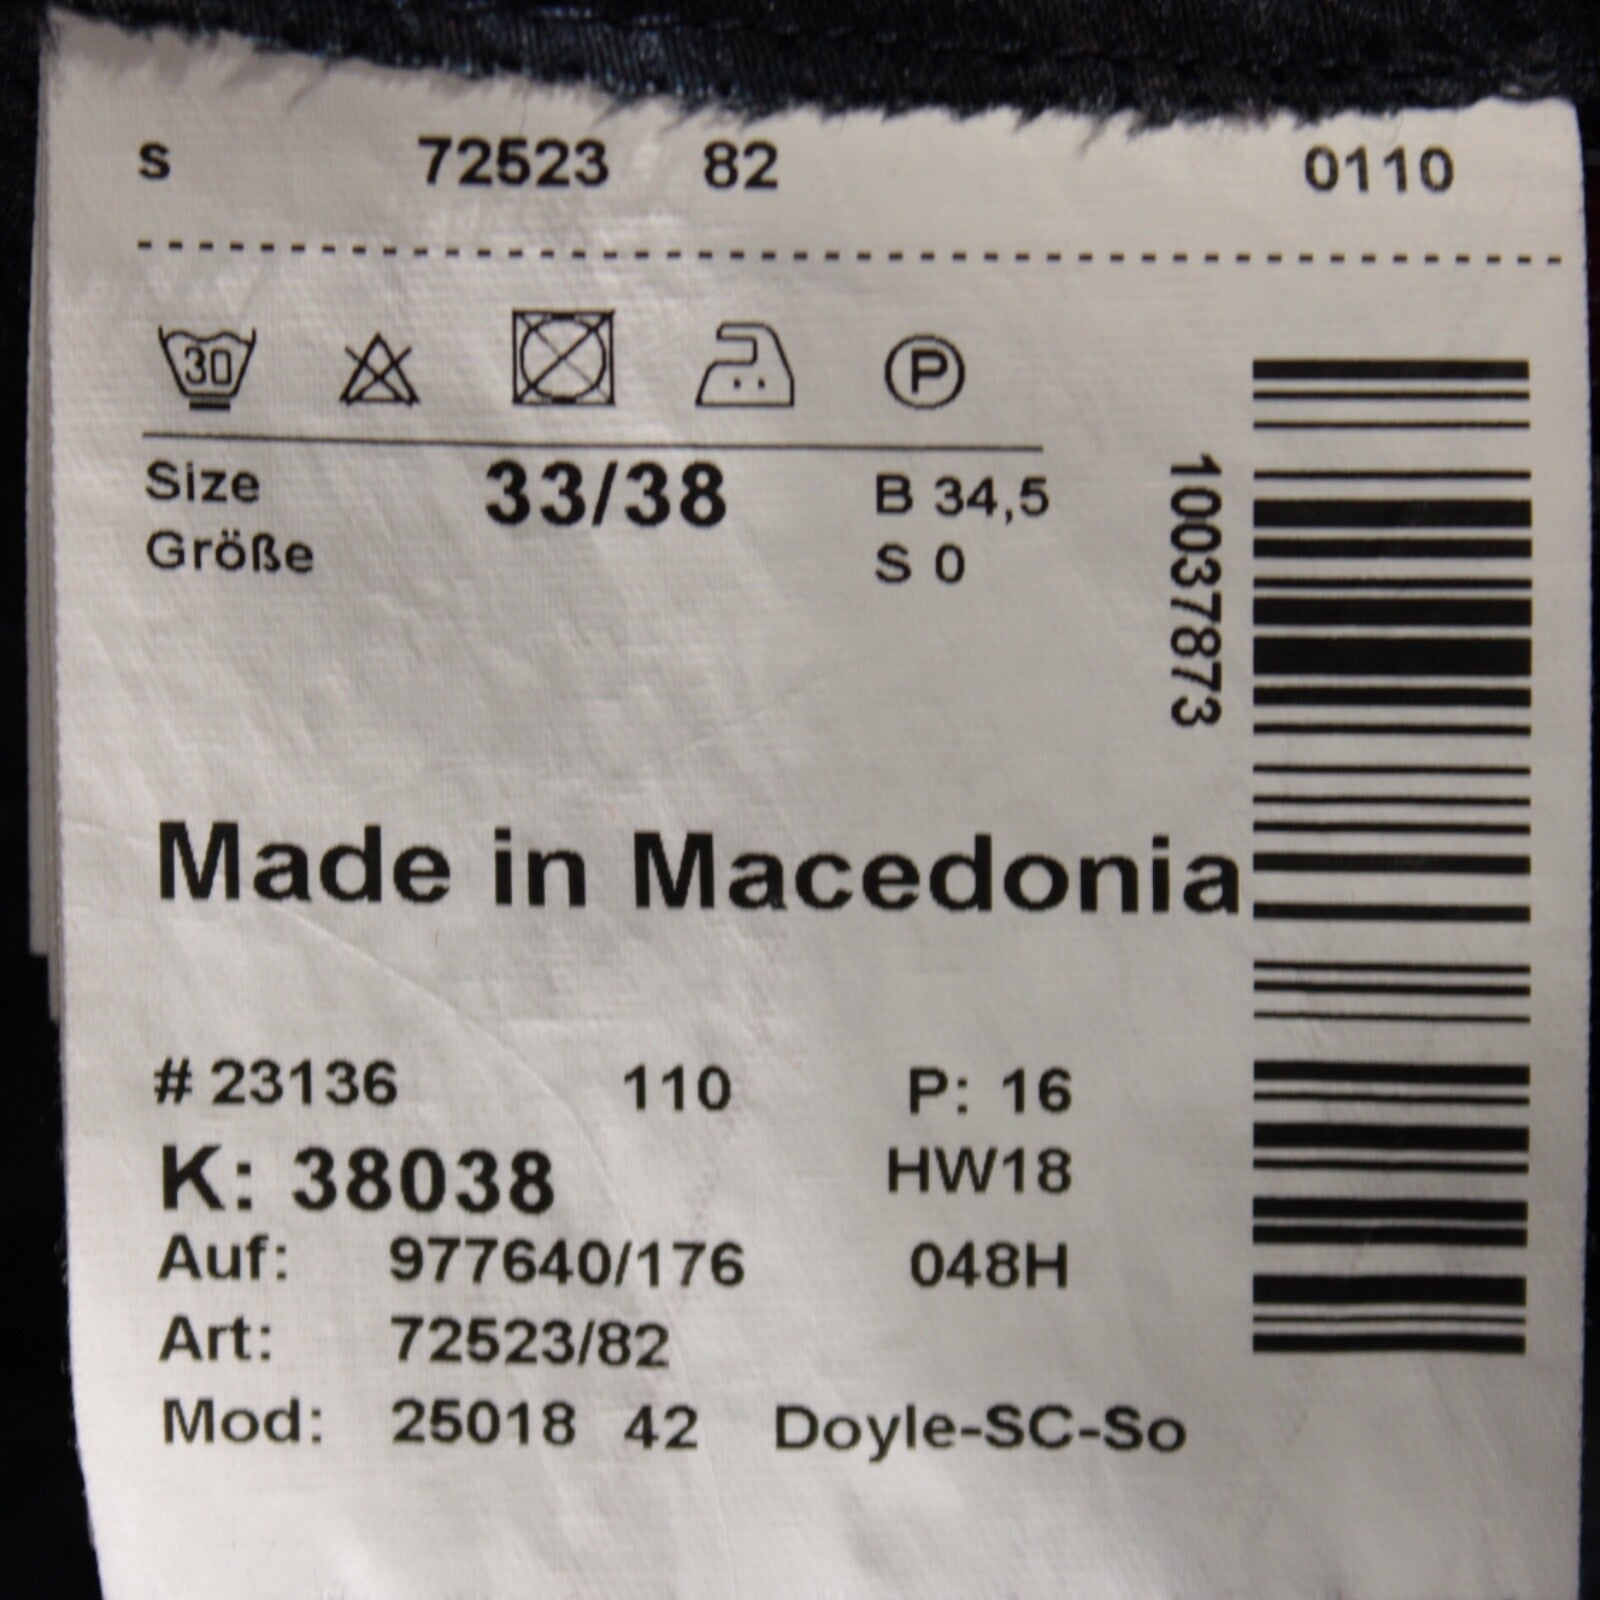 s 72523 82 0110
30 P
Size 33/38 B 34,5
Größe S 0
10037873
Made in Macedonia
# 23136 110 P: 16
K: 38038 HW18
Auf: 977640/176 048H
Art: 72523/82
Mod: 25018 42 Doyle-SC-So